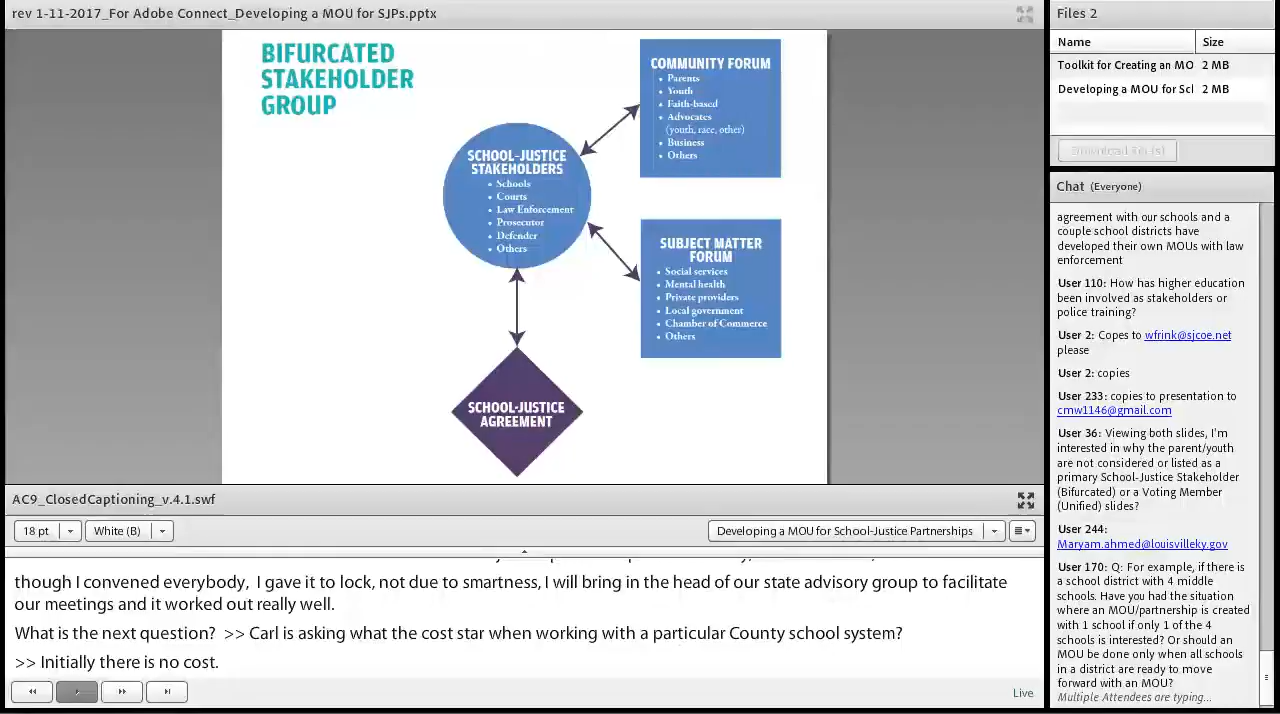 rev 1-11-2017_For Adobe Connect_Developing a MOU for SJPs.pptx
BIFURCATED
STAKEHOLDER
GROUP
SCHOOL-JUSTICE
STAKEHOLDERS
• Schools
• Courts
• Law Enforcement
• Prosecutor
• Defender
• Others
COMMUNITY FORUM
• Parents
• Youth
• Faith-based
• Advocates
(youth, race, other)
• Business
• Others
SUBJECT MATTER
FORUM
• Social services
• Mental health
• Private providers
• Local government
• Chamber of Commerce
• Others
SCHOOL-JUSTICE
AGREEMENT
AC9_ClosedCaptioning_v.4.1.swf
18 pt
White (B)
Developing a MOU for School-Justice Partnerships
though I convened everybody, I gave it to lock, not due to smartness, I will bring in the head of our state advisory group to facilitate
our meetings and it worked out really well.
What is the next question? >> Carl is asking what the cost star when working with a particular County school system?
>> Initially there is no cost.
Live
Files 2
Name Size
Toolkit for Creating an MO 2 MB
Developing a MOU for Scl 2 MB
Download File(s)
Chat (Everyone)
agreement with our schools and a
couple school districts have
developed their own MOUs with law
enforcement
User 110: How has higher education
been involved as stakeholders or
police training?
User 2: Copes to wfrink@sjcoe.net
please
User 2: copies
User 233: copies to presentation to
cmw1146@gmail.com
User 36: Viewing both slides, I'm
interested in why the parent/youth
are not considered or listed as a
primary School-Justice Stakeholder
(Bifurcated) or a Voting Member
(Unified) slides?
User 244:
Maryam.ahmed@louisvilleky.gov
User 170: Q: For example, if there is
a school district with 4 middle
schools. Have you had the situation
where an MOU/partnership is created
with 1 school if only 1 of the 4
schools is interested? Or should an
MOU be done only when all schools
in a district are ready to move
forward with an MOU?
Multiple Attendees are typing...